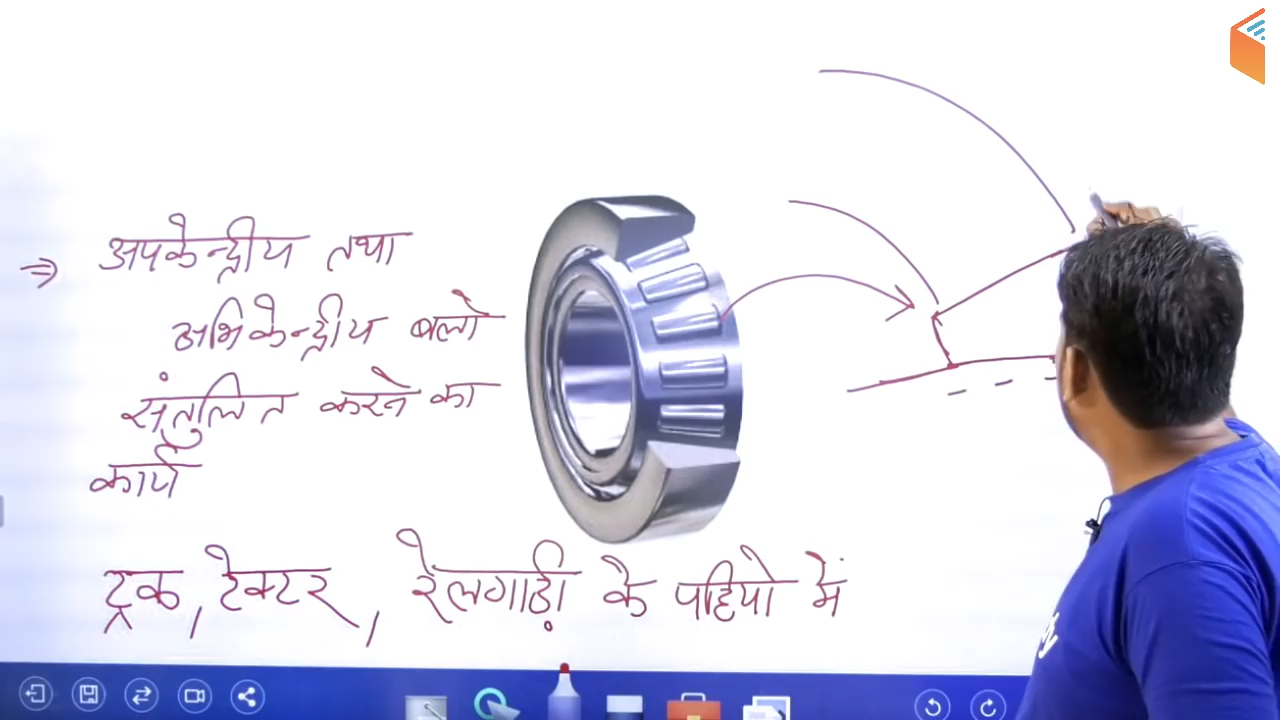 ⇒ अपकेन्द्रीय तथा
अभिकेन्द्रीय बलो
संतुलित करने का
कार्य
ट्रक, टेक्टर, रेलगाड़ी के पहियो में